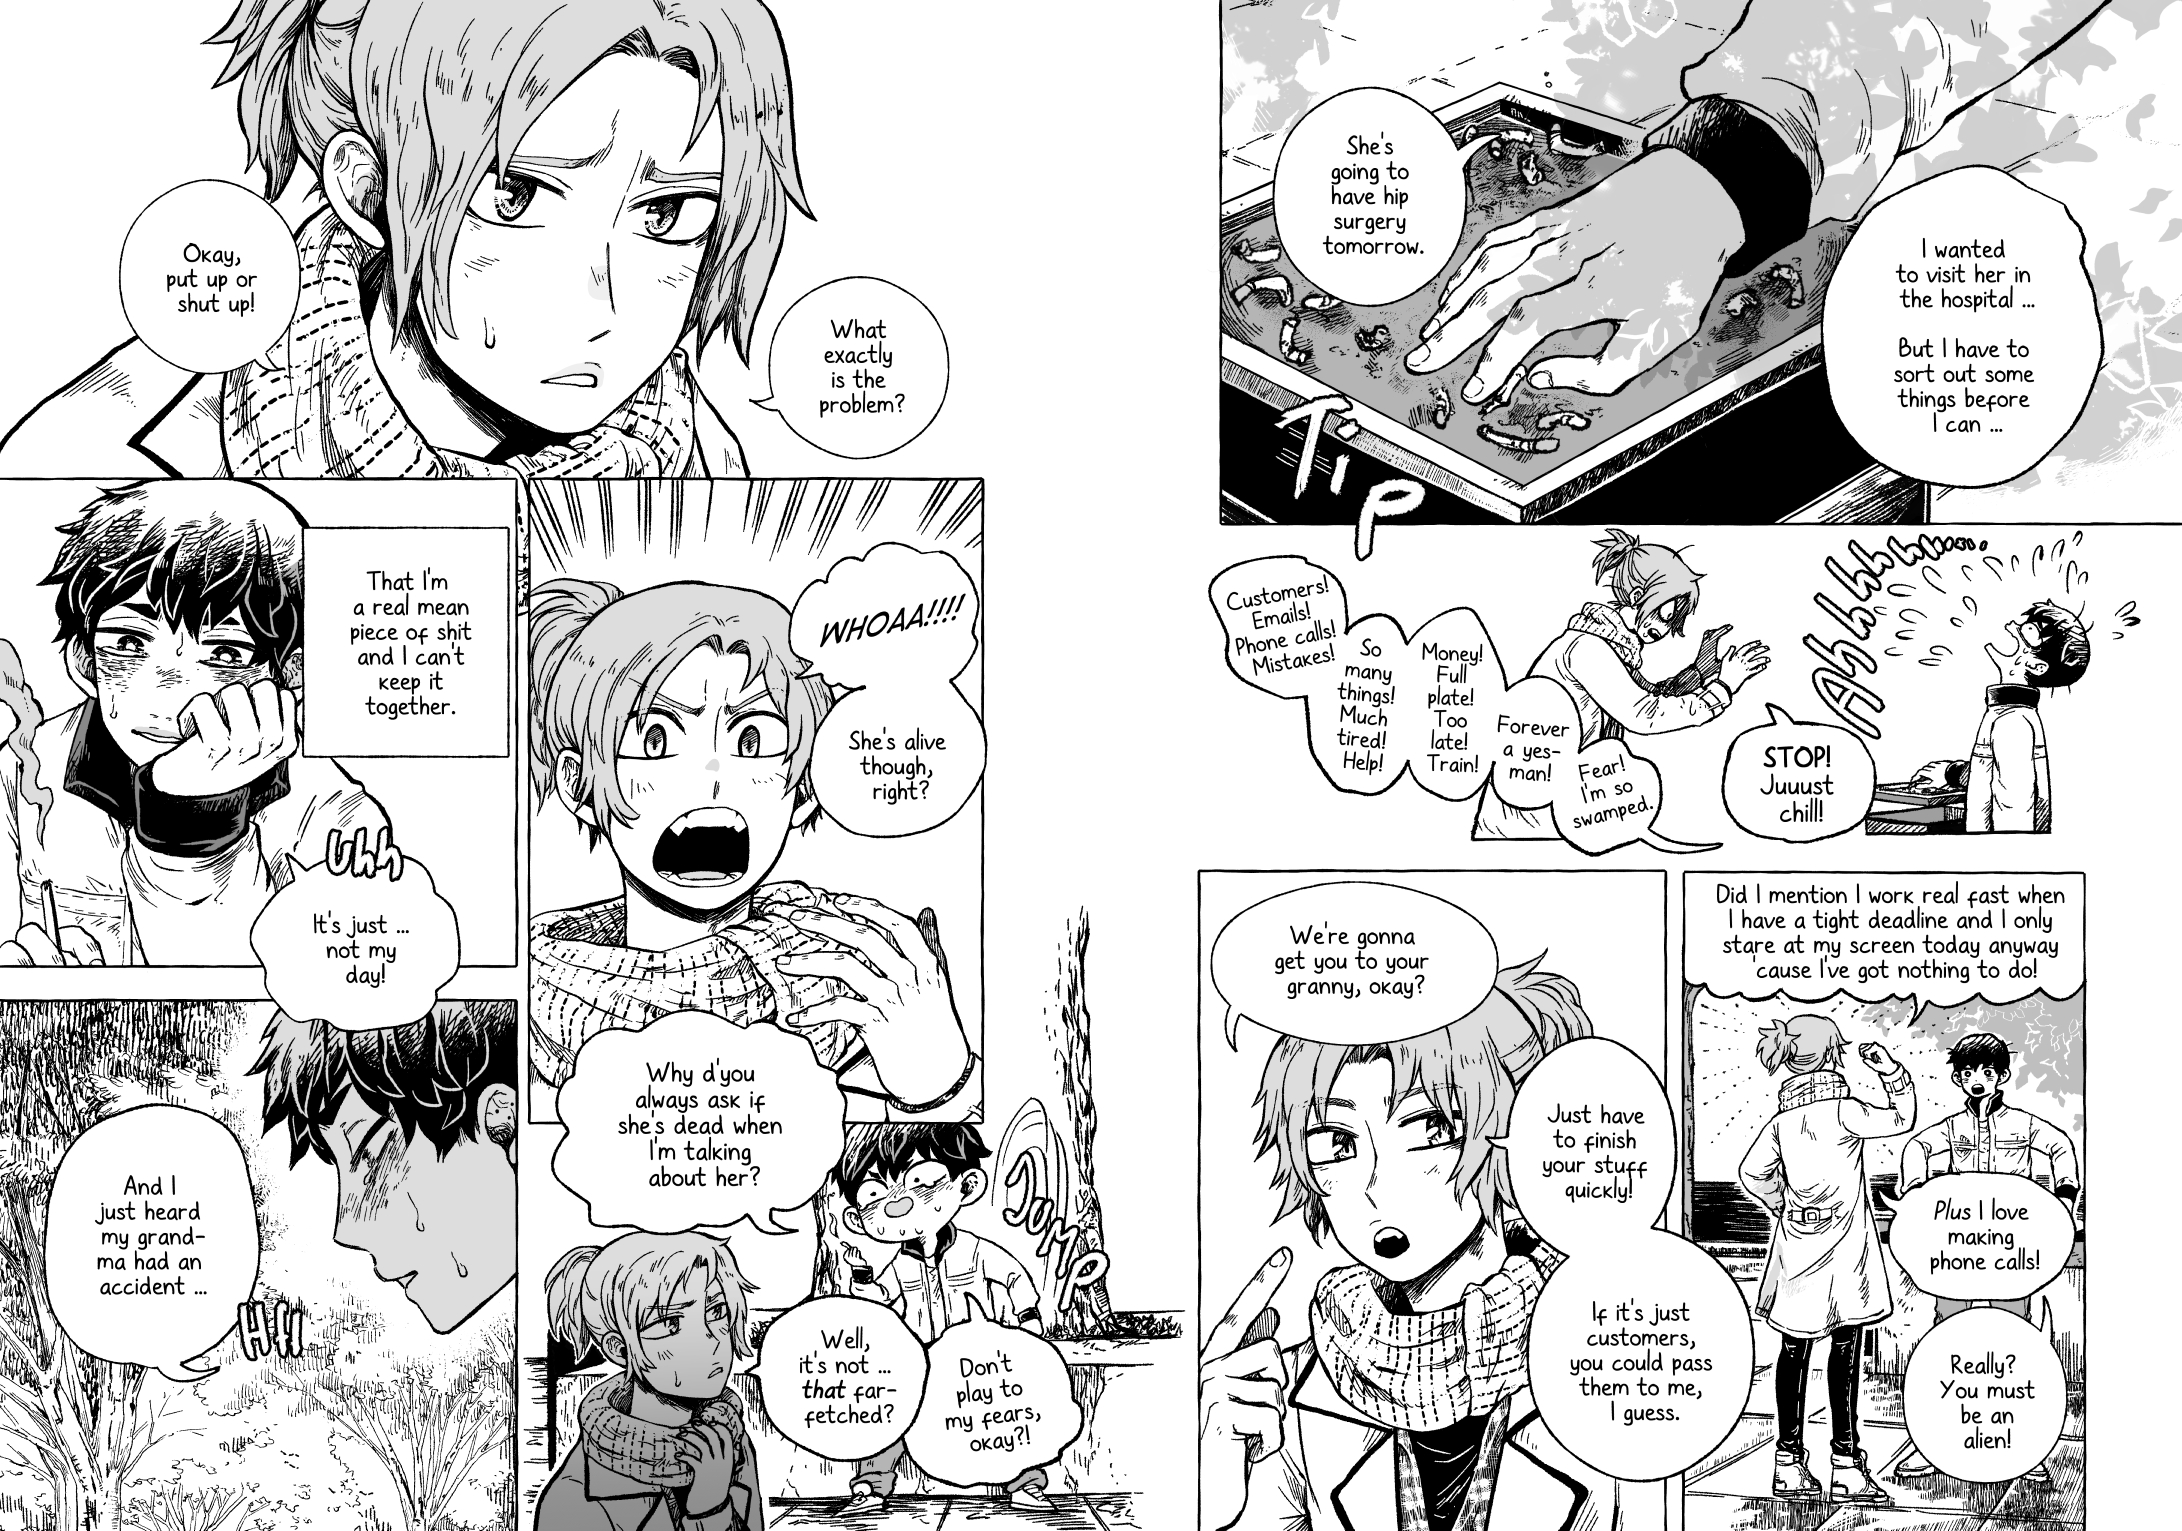 Okay,
put up or
shut up!
What
exactly
is the
problem?
That I'm
a real mean
piece of shit
and I can't
keep it
together.
Uhh
It's just ...
not my
day!
And I
just heard
my grand-
ma had an
accident ...
WHOAA!!!!
She's alive
though,
right?
Why d'you
always ask if
she's dead when
I'm talking
about her?
JUMP
Well,
it's not ...
that far-
fetched?
Don't
play to
my fears,
okay?!
She's
going to
have hip
surgery
tomorrow.
I wanted
to visit her in
the hospital ...
But I have to
sort out some
things before
I can ...
Tip
Customers!
Emails!
Phone calls!
Mistakes!
So
many
things!
Much
tired!
Help!
Money!
Full
plate!
Too
late!
Train!
Forever
a yes-
man!
Fear!
I'm so
swamped.
STOP!
Juuust
chill!
We're gonna
get you to your
granny, okay?
Just have
to finish
your stuff
quickly!
If it's just
customers,
you could pass
them to me,
I guess.
Did I mention I work real fast when
I have a tight deadline and I only
stare at my screen today anyway
'cause I've got nothing to do!
Plus I love
making
phone calls!
Really?
You must
be an
alien!